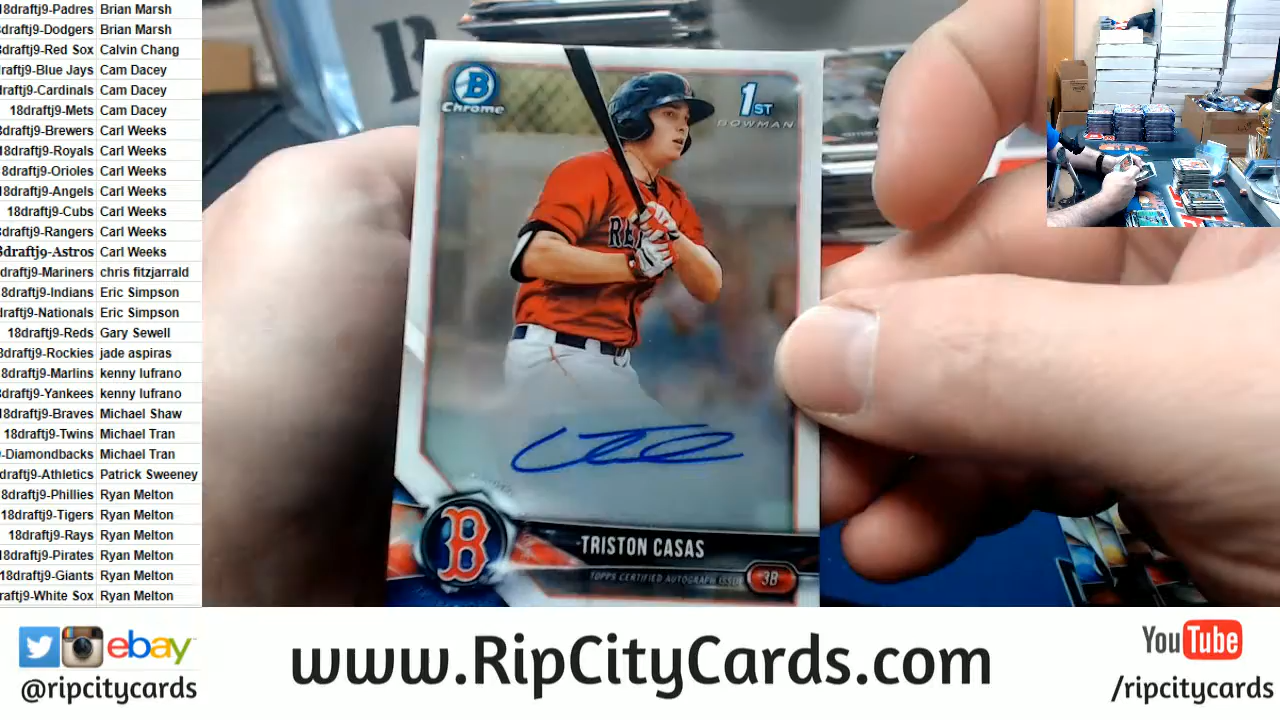 18draftj9-Padres Brian Marsh
8draftj9-Dodgers Brian Marsh
8draftj9-Red Sox Calvin Chang
raftj9-Blue Jays Cam Dacey
raftj9-Cardinals Cam Dacey
18draftj9-Mets Cam Dacey
8draftj9-Brewers Carl Weeks
18draftj9-Royals Carl Weeks
8draftj9-Orioles Carl Weeks
18draftj9-Angels Carl Weeks
18draftj9-Cubs Carl Weeks
8draftj9-Rangers Carl Weeks
8draftj9-Astros Carl Weeks
draftj9-Mariners chris fitzjarrald
8draftj9-Indians Eric Simpson
draftj9-Nationals Eric Simpson
18draftj9-Reds Gary Sewell
8draftj9-Rockies jade aspiras
8draftj9-Marlins kenny lufrano
8draftj9-Yankees kenny lufrano
18draftj9-Braves Michael Shaw
18draftj9-Twins Michael Tran
-Diamondbacks Michael Tran
draftj9-Athletics Patrick Sweeney
8draftj9-Phillies Ryan Melton
18draftj9-Tigers Ryan Melton
18draftj9-Rays Ryan Melton
8draftj9-Pirates Ryan Melton
18draftj9-Giants Ryan Melton
raftj9-White Sox Ryan Melton
B
Chrome
1ST
BOWMAN
RE
B
TRISTON CASAS
TOPPS CERTIFIED AUTOGRAPH ISSUE
3B
ebay
@ripcitycards
www.RipCityCards.com
YouTube
/ripcitycards